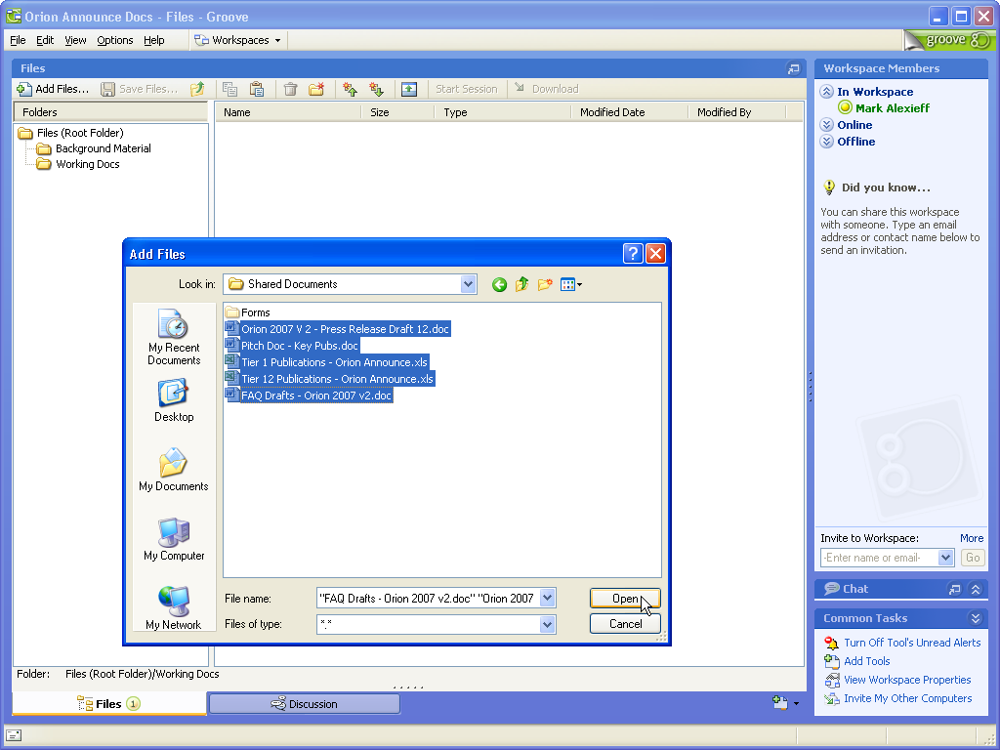 Orion Announce Docs - Files - Groove
File Edit View Options Help Workspaces
groove
Files
Add Files... Save Files... Start Session Download
Folders
Name Size Type Modified Date Modified By
Files (Root Folder)
Background Material
Working Docs
Add Files
Look in: Shared Documents
My Recent Documents
Desktop
My Documents
My Computer
My Network
Forms
Orion 2007 V 2 - Press Release Draft 12.doc
Pitch Doc - Key Pubs.doc
Tier 1 Publications - Orion Announce.xls
Tier 12 Publications - Orion Announce.xls
FAQ Drafts - Orion 2007 v2.doc
File name: "FAQ Drafts - Orion 2007 v2.doc" "Orion 2007 Open
Files of type: *.* Cancel
Folder: Files (Root Folder)/Working Docs
Files 1 Discussion
Workspace Members
In Workspace
Mark Alexieff
Online
Offline
Did you know...
You can share this workspace
with someone. Type an email
address or contact name below to
send an invitation.
Invite to Workspace: More
-Enter name or email- Go
Chat
Common Tasks
Turn Off Tool's Unread Alerts
Add Tools
View Workspace Properties
Invite My Other Computers